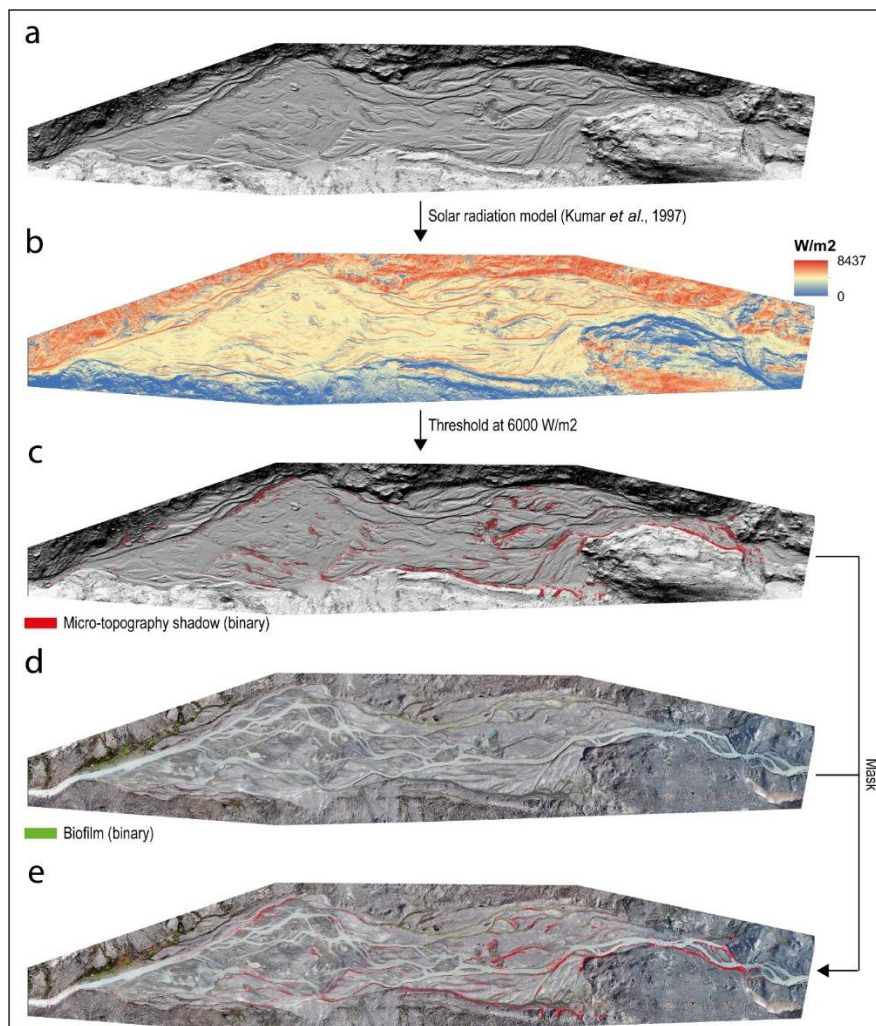 a
Solar radiation model (Kumar et al., 1997)
b
W/m2
8437
0
Threshold at 6000 W/m2
c
Micro-topography shadow (binary)
d
Mask
Biofilm (binary)
e